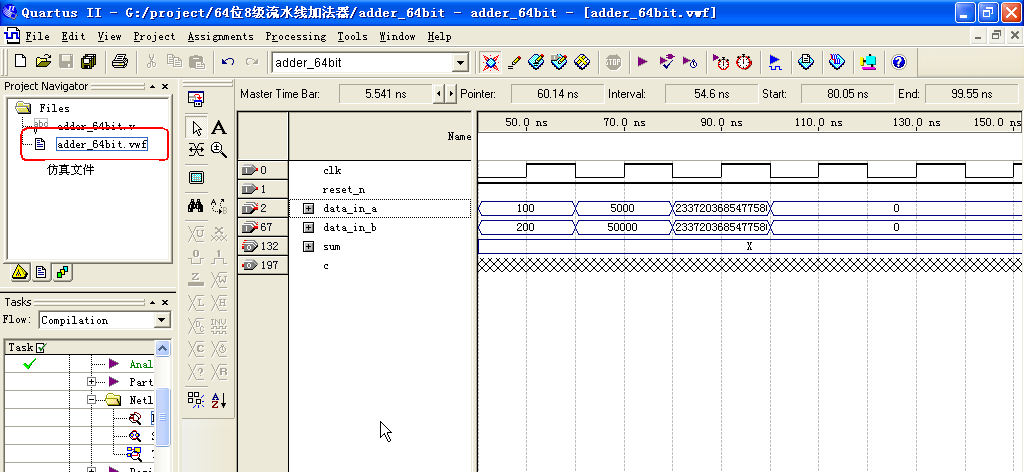 Quartus II - G:/project/64位8级流水线加法器/adder_64bit - adder_64bit - [adder_64bit.vwf]
File Edit View Project Assignments Processing Tools Window Help
adder_64bit
STOP
Project Navigator
Files
abc adder_64bit.v
adder_64bit.vwf
仿真文件
Master Time Bar: 5.541 ns Pointer: 60.14 ns Interval: 54.6 ns Start: 80.05 ns End: 99.55 ns
Name
50.0 ns 70.0 ns 90.0 ns 110.0 ns 130.0 ns 150.0 ns
0 clk
1 reset_n
2 data_in_a 100 5000 0
67 data_in_b 200 50000 0
132 sum X
197 c
Tasks
Flow: Compilation
Task
Anal
Part
Netl